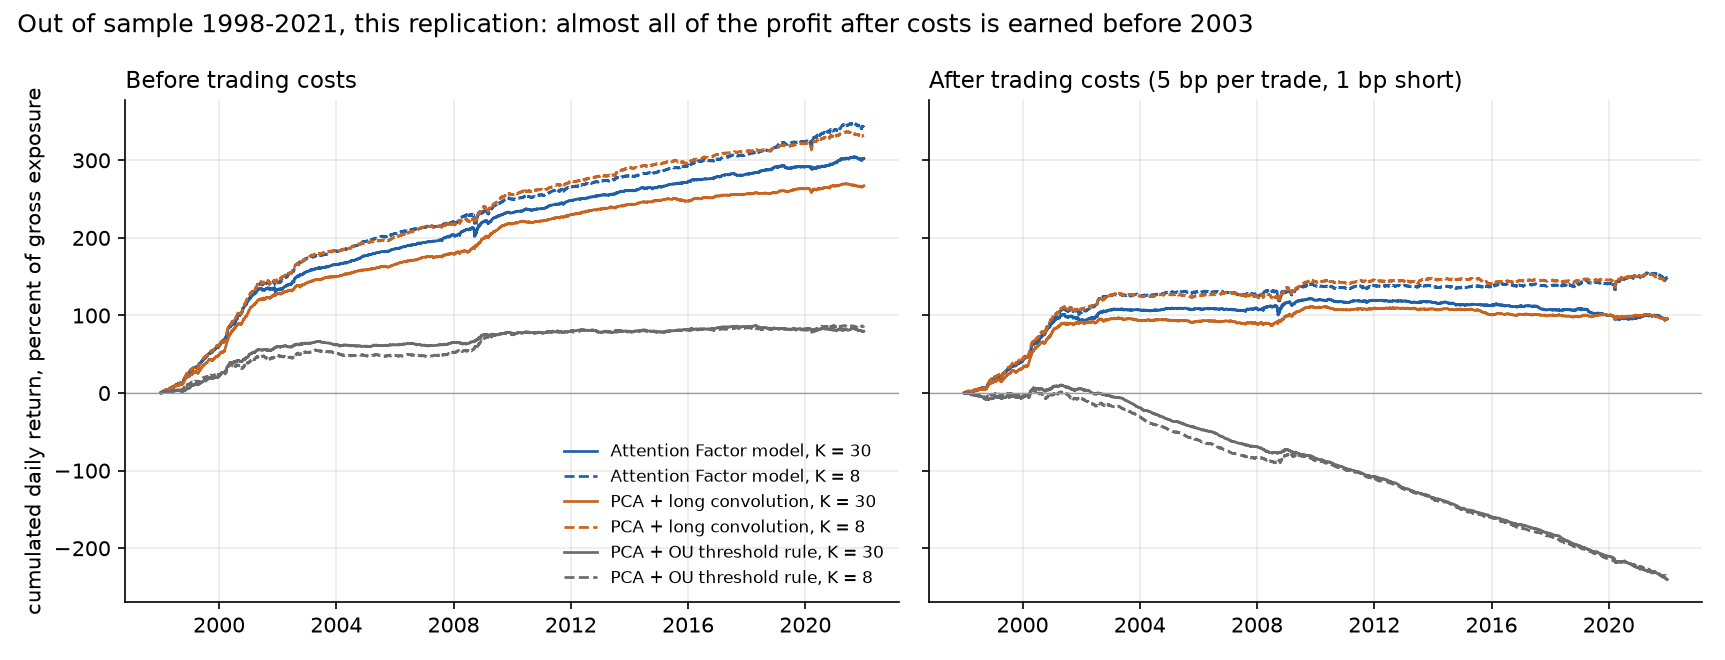 Out of sample 1998-2021, this replication: almost all of the profit after costs is earned before 2003
Before trading costs
After trading costs (5 bp per trade, 1 bp short)
cumulated daily return, percent of gross exposure
300
200
100
0
−100
−200
Attention Factor model, K = 30
Attention Factor model, K = 8
PCA + long convolution, K = 30
PCA + long convolution, K = 8
PCA + OU threshold rule, K = 30
PCA + OU threshold rule, K = 8
2000 2004 2008 2012 2016 2020
2000 2004 2008 2012 2016 2020